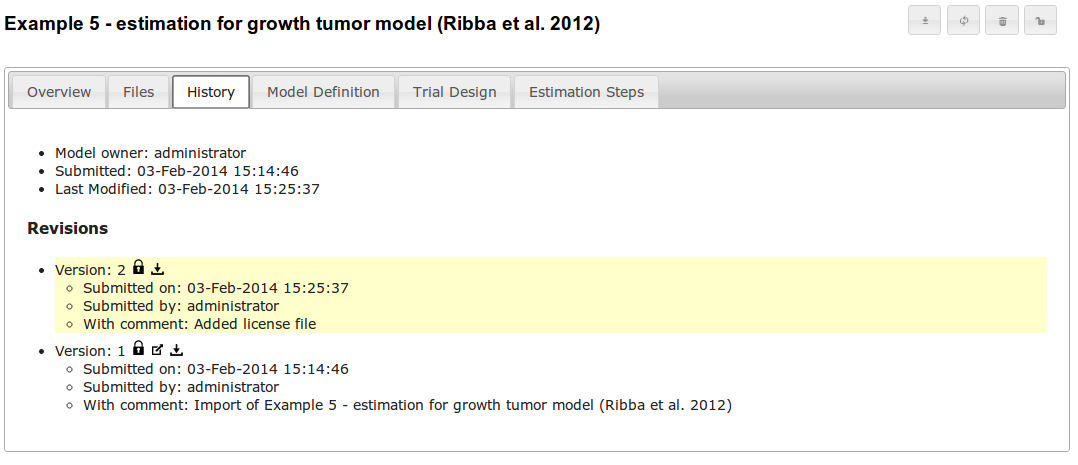 Example 5 - estimation for growth tumor model (Ribba et al. 2012)
Overview Files History Model Definition Trial Design Estimation Steps
Model owner: administrator
Submitted: 03-Feb-2014 15:14:46
Last Modified: 03-Feb-2014 15:25:37
Revisions
Version: 2
Submitted on: 03-Feb-2014 15:25:37
Submitted by: administrator
With comment: Added license file
Version: 1
Submitted on: 03-Feb-2014 15:14:46
Submitted by: administrator
With comment: Import of Example 5 - estimation for growth tumor model (Ribba et al. 2012)